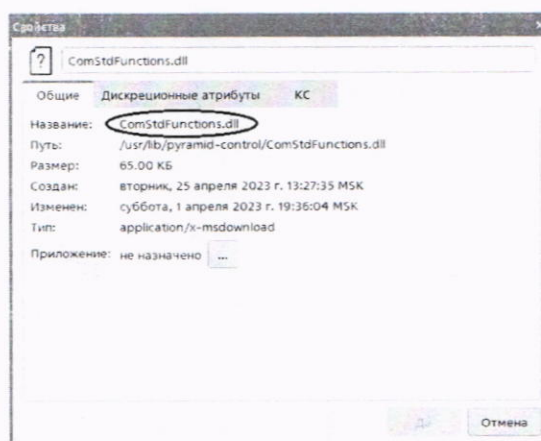 Свойства
ComStdFunctions.dll
Общие Дискреционные атрибуты КС
Название: ComStdFunctions.dll
Путь: /usr/lib/pyramid-control/ComStdFunctions.dll
Размер: 65.00 КБ
Создан: вторник, 25 апреля 2023 г. 13:27:35 MSK
Изменен: суббота, 1 апреля 2023 г. 19:36:04 MSK
Тип: application/x-msdownload
Приложение: не назначено ...
Да Отмена